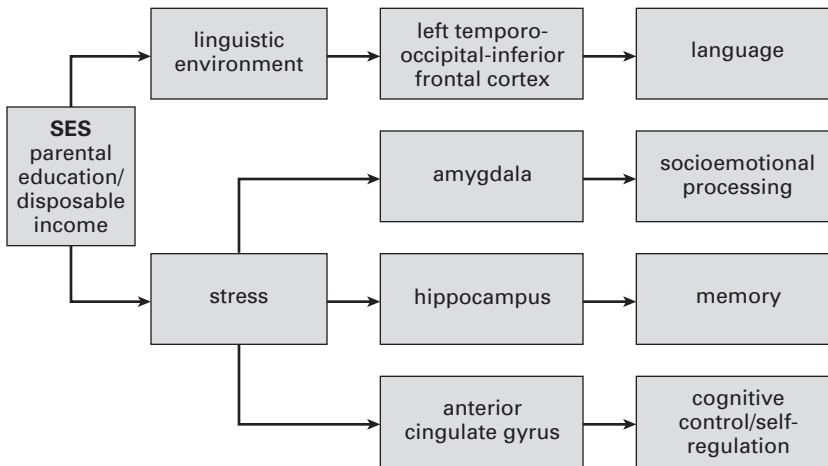 linguistic
environment
left temporo-
occipital-inferior
frontal cortex
language
SES
parental
education/
disposable
income
amygdala
socioemotional
processing
stress
hippocampus
memory
anterior
cingulate gyrus
cognitive
control/self-
regulation